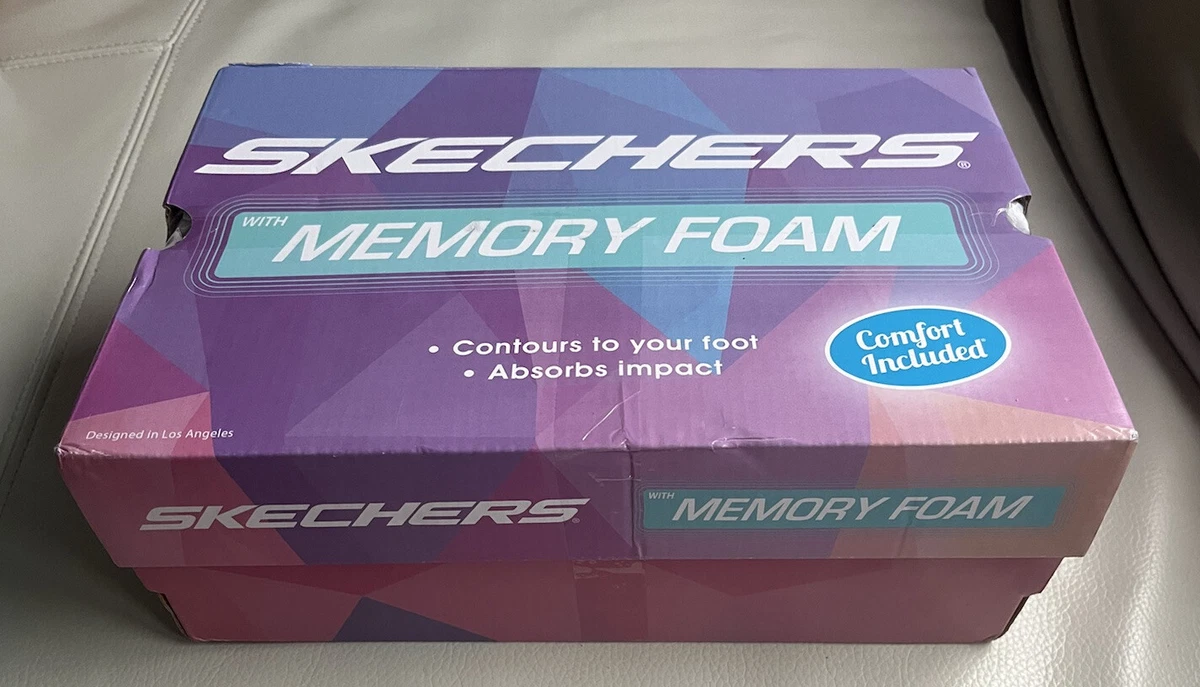 SKECHERS®
WITH
MEMORY FOAM
• Contours to your foot
• Absorbs impact
Comfort
Included
Designed in Los Angeles
SKECHERS
WITH
MEMORY FOAM